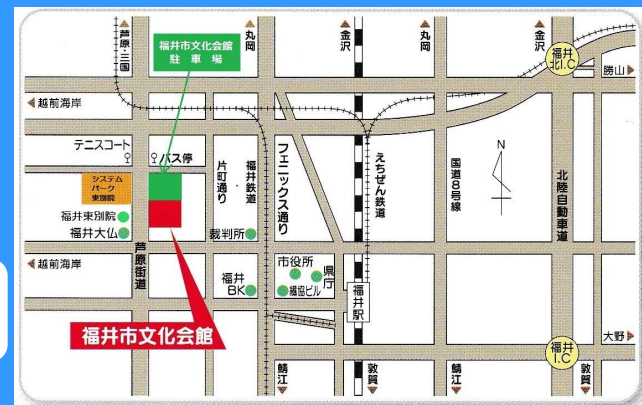 芦原・三国
丸岡
金沢
丸岡
金沢
福井市文化会館
駐車場
福井
北I.C
勝山
越前海岸
テニスコート
バス停
片町通り
福井鉄道
フェニックス通り
えちぜん鉄道
国道8号線
N
北陸自動車道
システム
パーク
東別院
福井東別院
福井大仏
裁判所
芦原街道
越前海岸
市役所
県庁
福井
BK
繊協ビル
福井駅
福井市文化会館
大野
福井
I.C
鯖江
敦賀
鯖江
敦賀